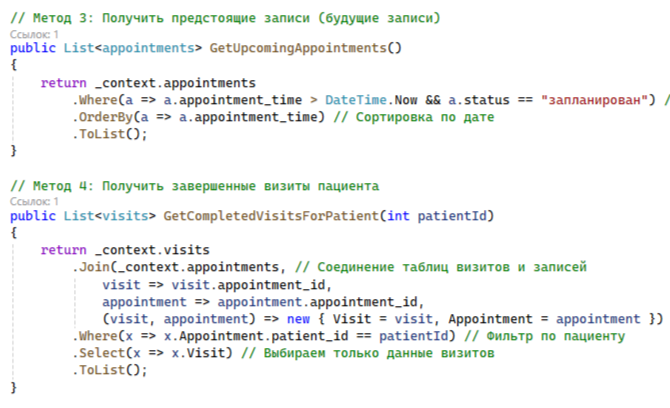 // Метод 3: Получить предстоящие записи (будущие записи)
Ссылок: 1
public List<appointments> GetUpcomingAppointments()
{
return _context.appointments
.Where(a => a.appointment_time > DateTime.Now && a.status == "запланирован") /
.OrderBy(a => a.appointment_time) // Сортировка по дате
.ToList();
}
// Метод 4: Получить завершенные визиты пациента
Ссылок: 1
public List<visits> GetCompletedVisitsForPatient(int patientId)
{
return _context.visits
.Join(_context.appointments, // Соединение таблиц визитов и записей
visit => visit.appointment_id,
appointment => appointment.appointment_id,
(visit, appointment) => new { Visit = visit, Appointment = appointment })
.Where(x => x.Appointment.patient_id == patientId) // Фильтр по пациенту
.Select(x => x.Visit) // Выбираем только данные визитов
.ToList();
}